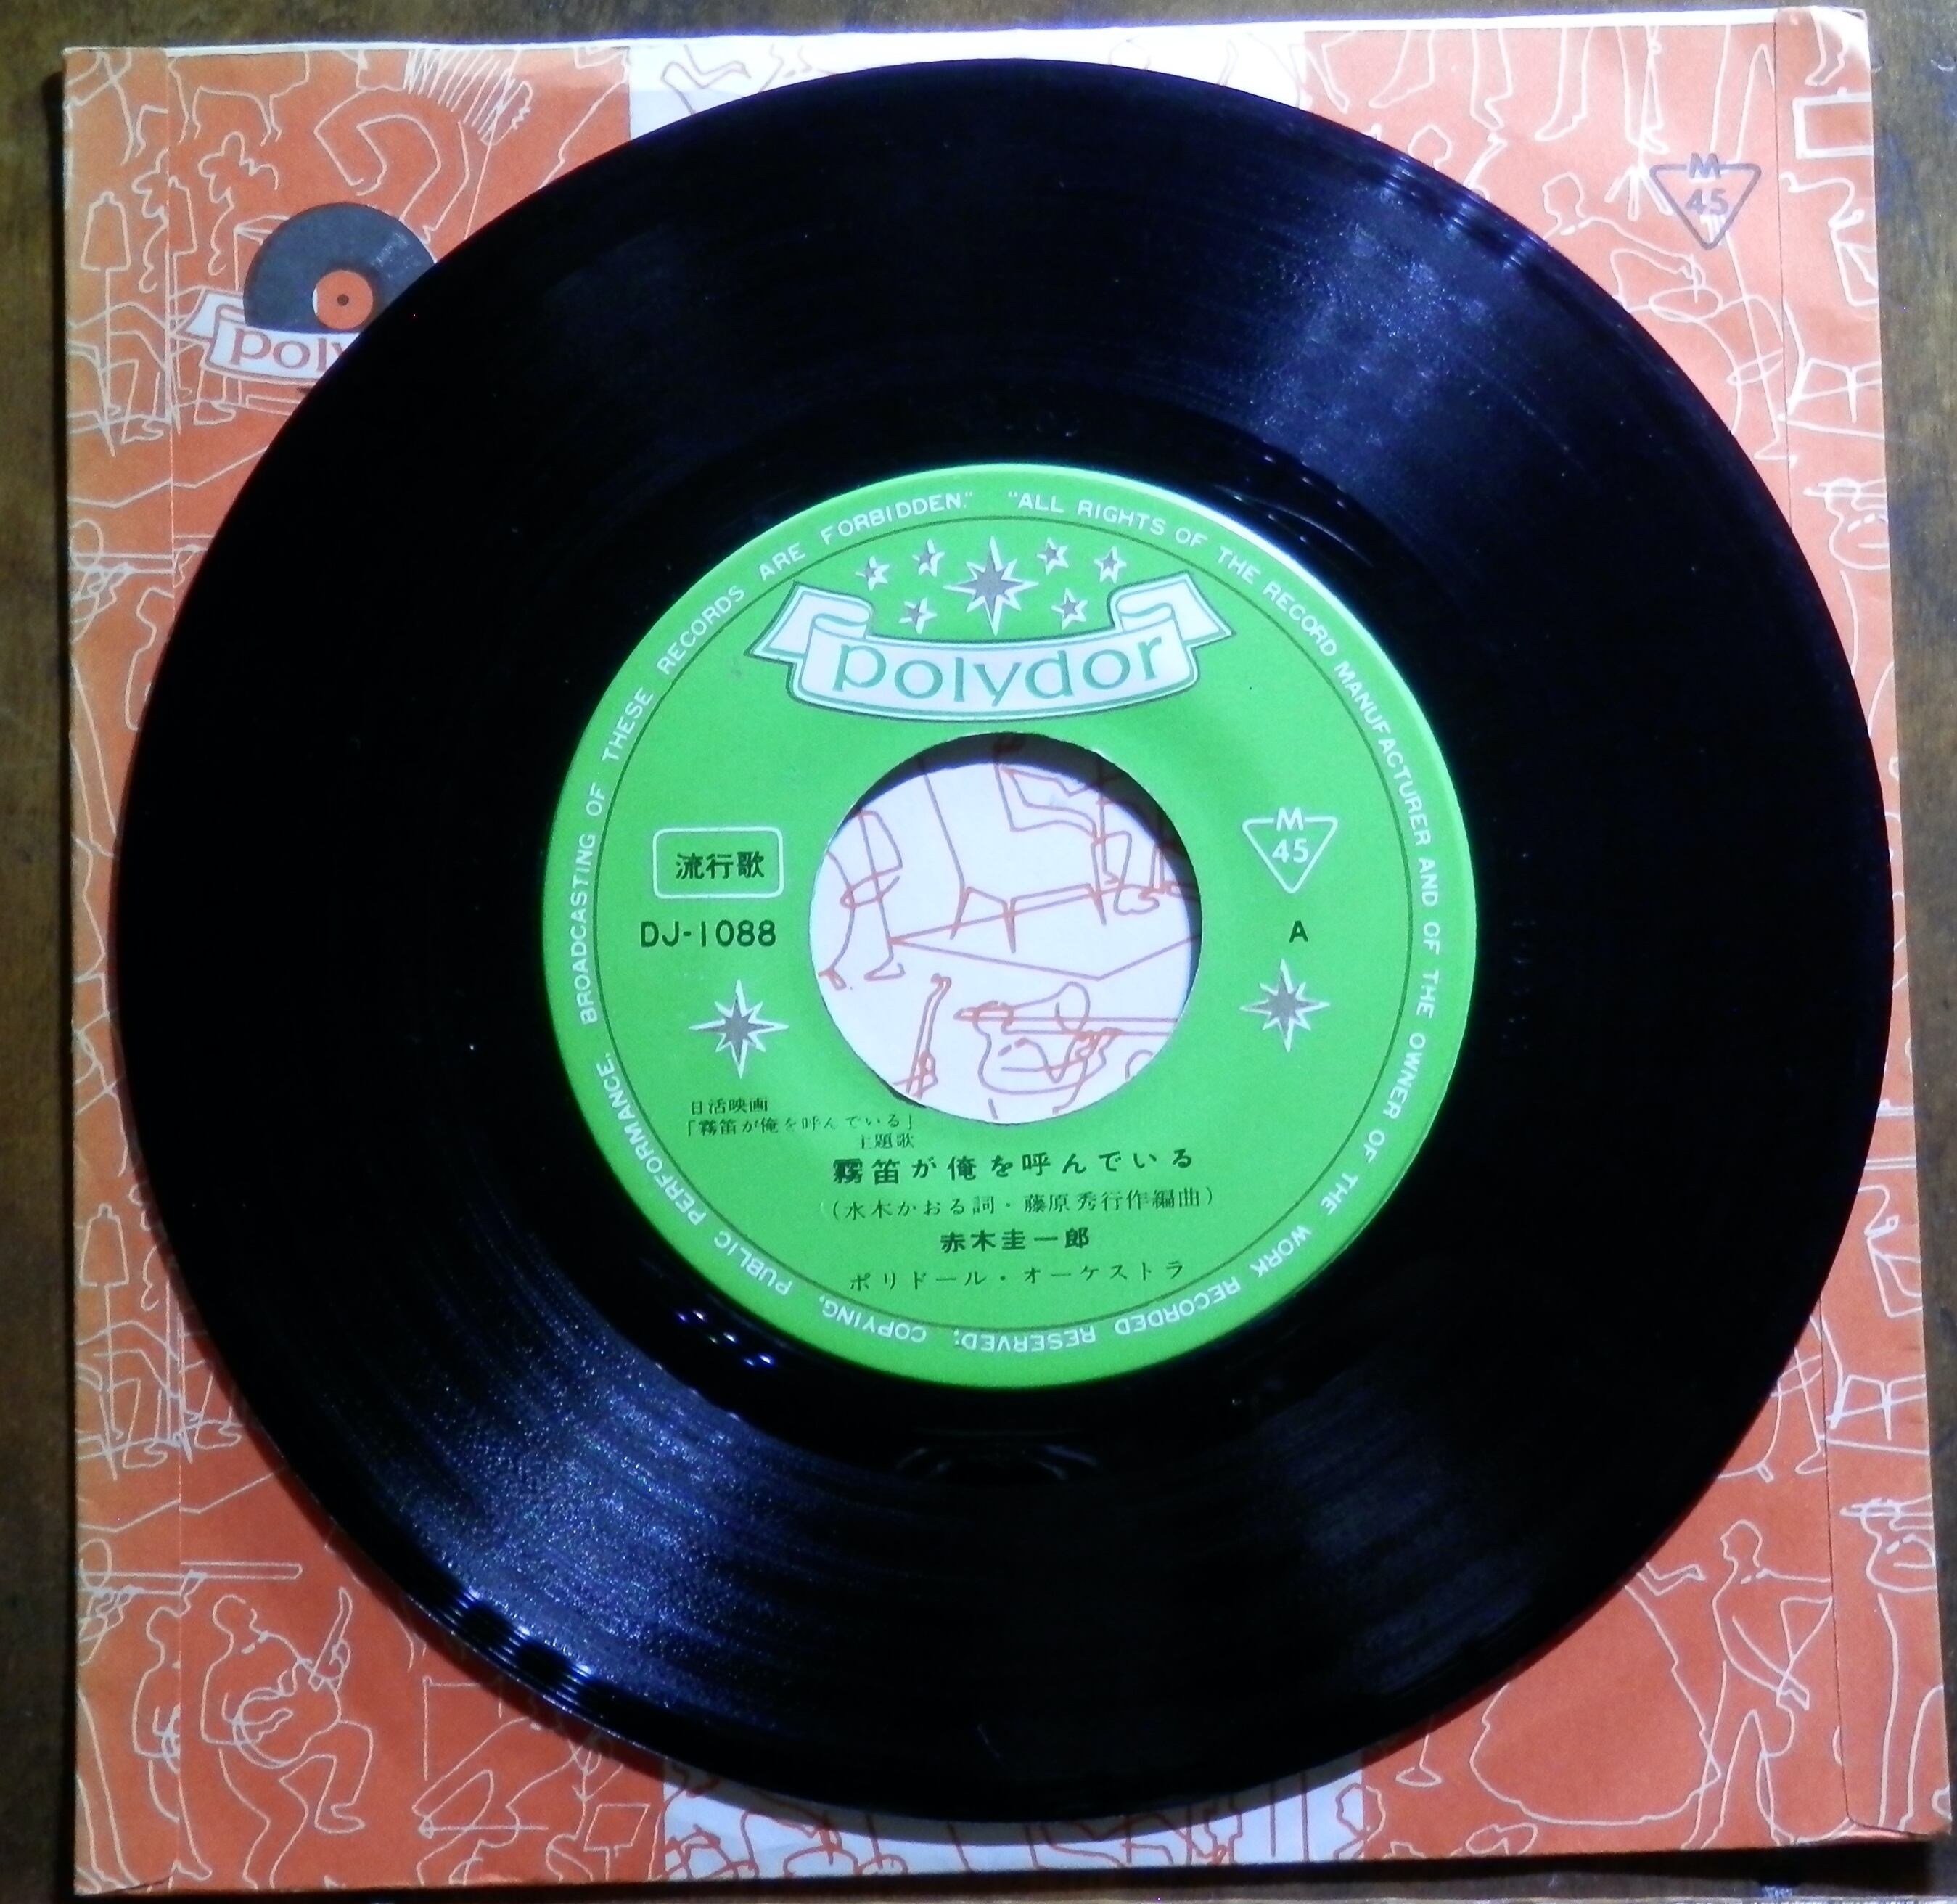 M
45
poly
"ALL RIGHTS OF THE RECORD MANUFACTURER AND OF THE OWNER OF THE WORK RECORDED RESERVED; COPYING, PUBLIC PERFORMANCE, BROADCASTING OF THESE RECORDS ARE FORBIDDEN."
polydor
流行歌
M
45
DJ-1088
A
日活映画
「霧笛が俺を呼んでいる」
主題歌
霧笛が俺を呼んでいる
(水木かおる詞・藤原秀行作編曲)
赤木圭一郎
ポリドール・オーケストラ